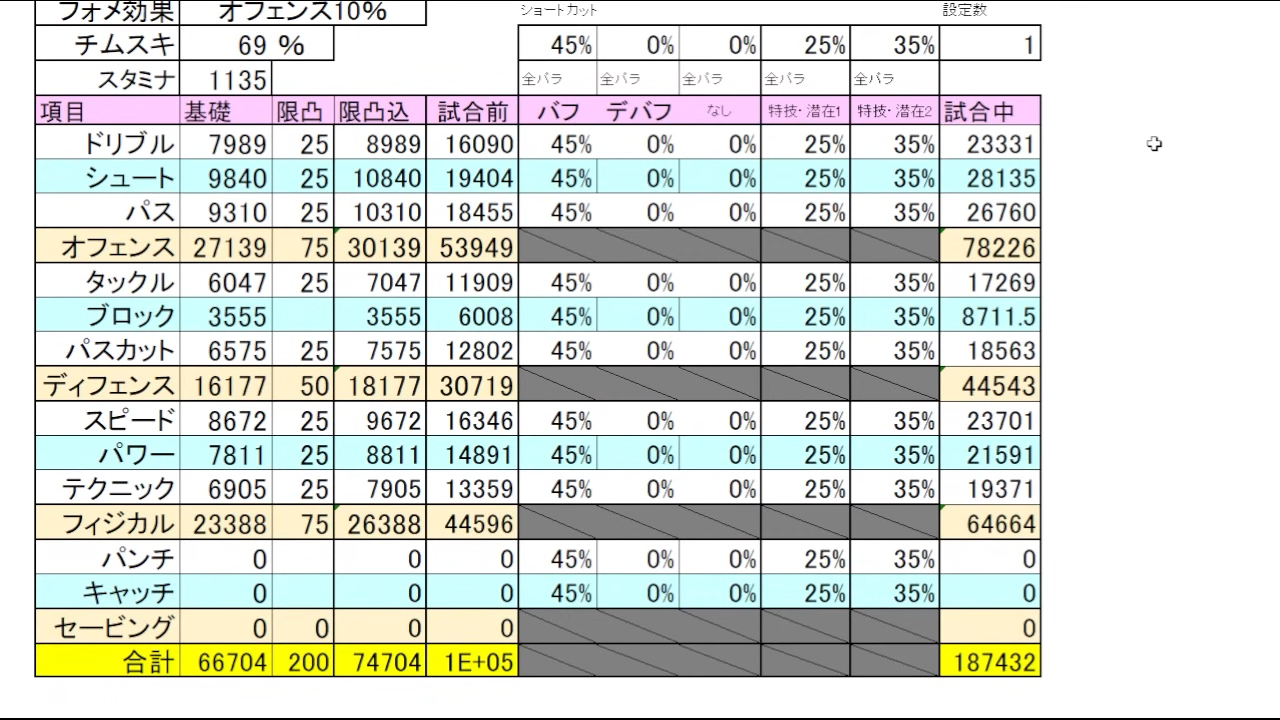 フォメ効果 オフェンス10% ショートカット 設定数
チムスキ 69 % 45% 0% 0% 25% 35% 1
スタミナ 1135 全パラ 全パラ 全パラ 全パラ 全パラ
項目 基礎 限凸 限凸込 試合前 バフ デバフ なし 特技・潜在1 特技・潜在2 試合中
ドリブル 7989 25 8989 16090 45% 0% 0% 25% 35% 23331
シュート 9840 25 10840 19404 45% 0% 0% 25% 35% 28135
パス 9310 25 10310 18455 45% 0% 0% 25% 35% 26760
オフェンス 27139 75 30139 53949 78226
タックル 6047 25 7047 11909 45% 0% 0% 25% 35% 17269
ブロック 3555 3555 6008 45% 0% 0% 25% 35% 8711.5
パスカット 6575 25 7575 12802 45% 0% 0% 25% 35% 18563
ディフェンス 16177 50 18177 30719 44543
スピード 8672 25 9672 16346 45% 0% 0% 25% 35% 23701
パワー 7811 25 8811 14891 45% 0% 0% 25% 35% 21591
テクニック 6905 25 7905 13359 45% 0% 0% 25% 35% 19371
フィジカル 23388 75 26388 44596 64664
パンチ 0 0 0 45% 0% 0% 25% 35% 0
キャッチ 0 0 0 45% 0% 0% 25% 35% 0
セービング 0 0 0 0 0
合計 66704 200 74704 1E+05 187432